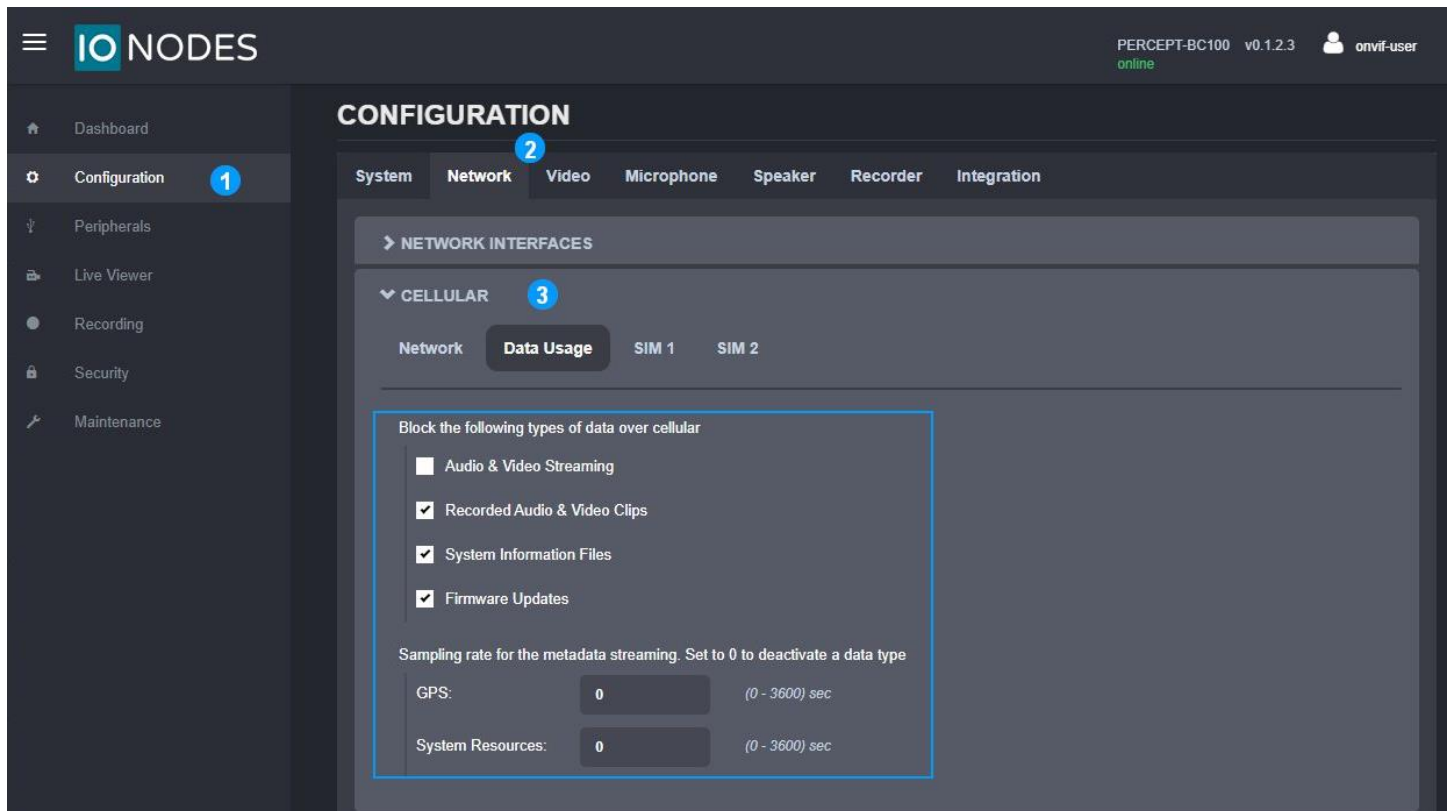 IO NODES
PERCEPT-BC100 v0.1.2.3
online
onvif-user
Dashboard
Configuration 1
Peripherals
Live Viewer
Recording
Security
Maintenance
CONFIGURATION
2
System Network Video Microphone Speaker Recorder Integration
NETWORK INTERFACES
CELLULAR 3
Network Data Usage SIM 1 SIM 2
Block the following types of data over cellular
Audio & Video Streaming
Recorded Audio & Video Clips
System Information Files
Firmware Updates
Sampling rate for the metadata streaming. Set to 0 to deactivate a data type
GPS: 0 (0 - 3600) sec
System Resources: 0 (0 - 3600) sec